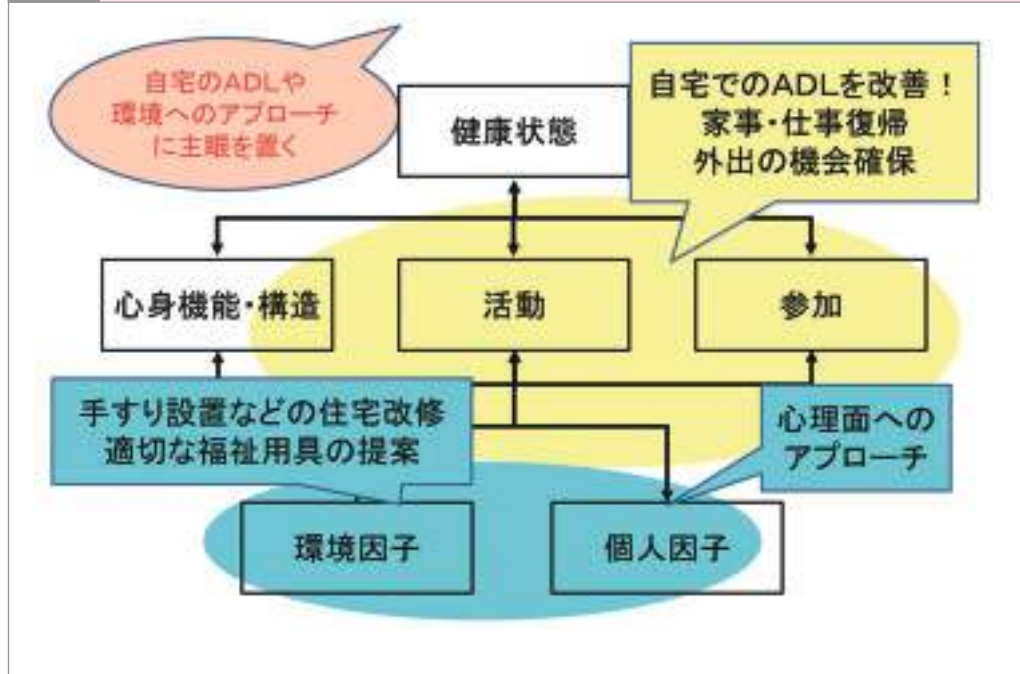 自宅のADLや
環境へのアプローチ
に主眼を置く
健康状態
自宅でのADLを改善！
家事・仕事復帰
外出の機会確保
心身機能・構造
活動
参加
手すり設置などの住宅改修
適切な福祉用具の提案
心理面への
アプローチ
環境因子
個人因子